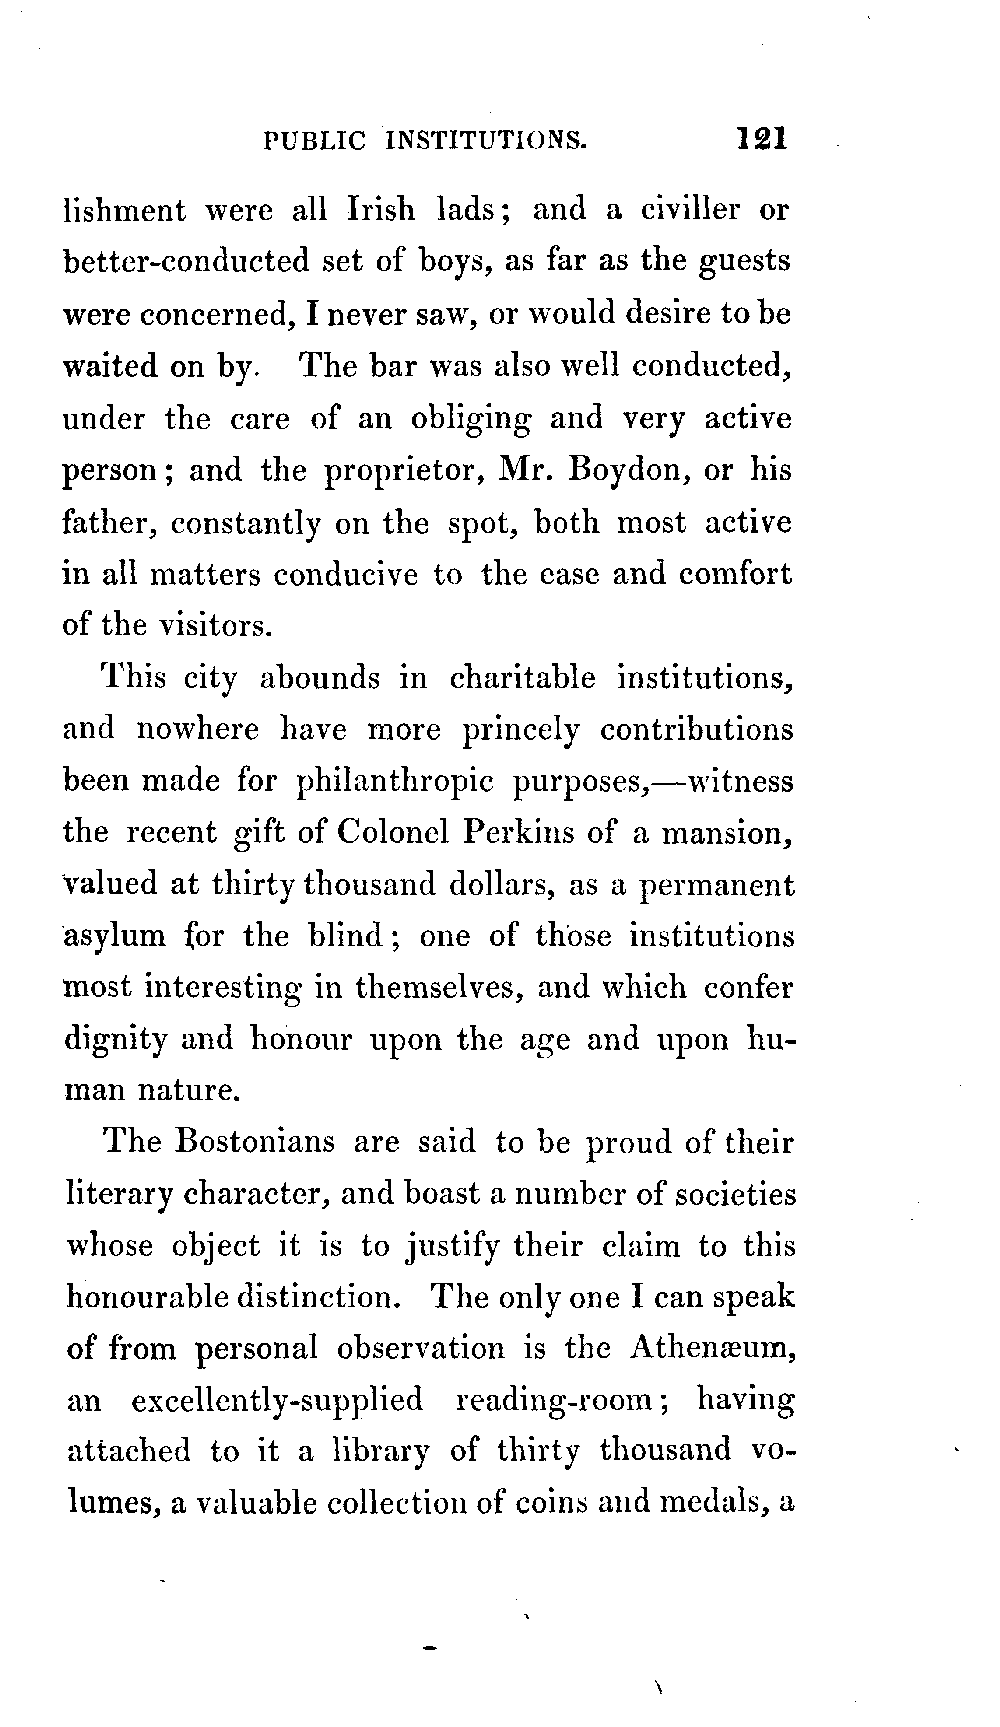 PUBLIC INSTITUTIONS. 121
lishment were all Irish lads; and a civiller or
better-conducted set of boys, as far as the guests
were concerned, I never saw, or would desire to be
waited on by. The bar was also well conducted,
under the care of an obliging and very active
person; and the proprietor, Mr. Boydon, or his
father, constantly on the spot, both most active
in all matters conducive to the ease and comfort
of the visitors.
This city abounds in charitable institutions,
and nowhere have more princely contributions
been made for philanthropic purposes,—witness
the recent gift of Colonel Perkins of a mansion,
valued at thirty thousand dollars, as a permanent
asylum for the blind; one of those institutions
most interesting in themselves, and which confer
dignity and honour upon the age and upon hu-
man nature.
The Bostonians are said to be proud of their
literary character, and boast a number of societies
whose object it is to justify their claim to this
honourable distinction. The only one I can speak
of from personal observation is the Athenæum,
an excellently-supplied reading-room; having
attached to it a library of thirty thousand vo-
lumes, a valuable collection of coins and medals, a